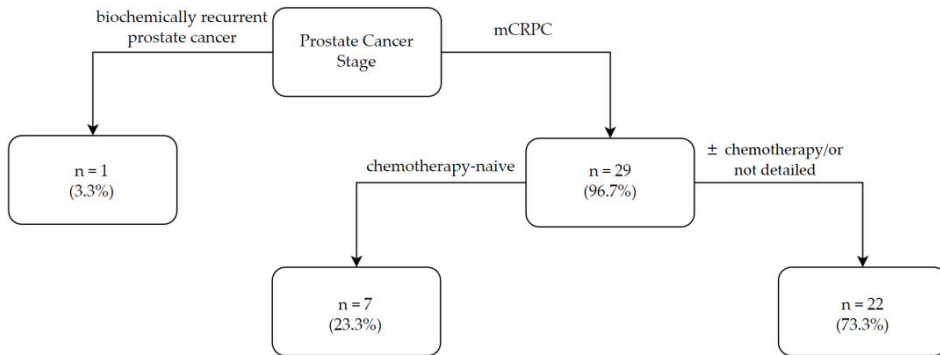 biochemically recurrent
prostate cancer
Prostate Cancer
Stage
mCRPC
n = 1
(3.3%)
chemotherapy-naive
n = 29
(96.7%)
± chemotherapy/or
not detailed
n = 7
(23.3%)
n = 22
(73.3%)